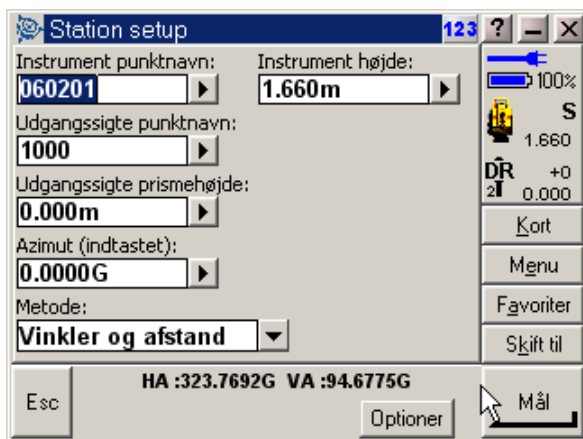 Station setup 123 ? _ X
Instrument punktnavn: Instrument højde:
060201 1.660m
Udgangssigte punktnavn:
1000
Udgangssigte prismehøjde:
0.000m
Azimut (indtastet):
0.0000G
Metode:
Vinkler og afstand
100%
S
1.660
DR +0
2 0.000
Kort
Menu
Favoriter
Skift til
Esc
HA :323.7692G VA :94.6775G
Optioner
Mål